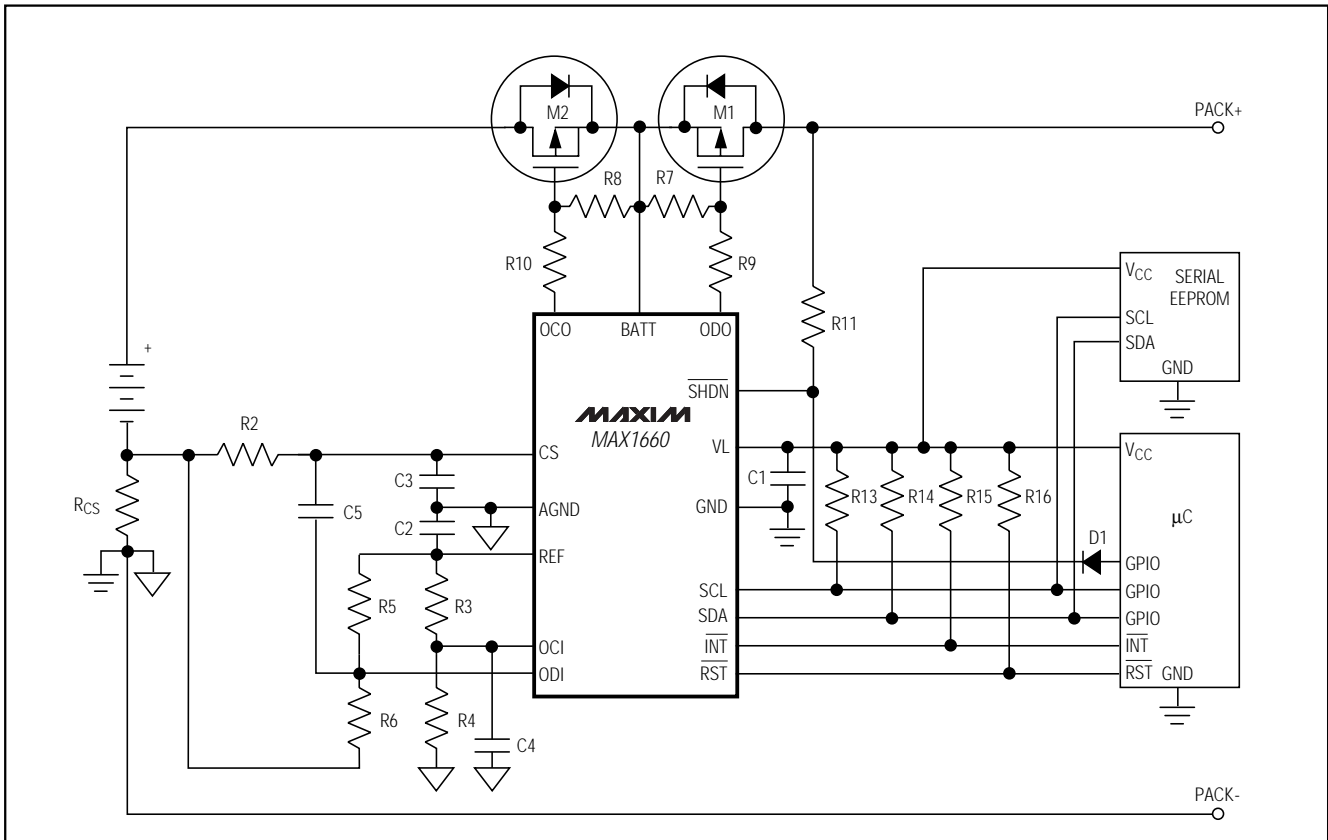 M2
M1
PACK+
R8
R7
R10
R9
R11
VCC
SERIAL
EEPROM
SCL
SDA
GND
OCO
BATT
ODO
SHDN
MAXIM
MAX1660
VL
+
R2
CS
C3
AGND
C2
REF
RCS
C5
R5
R3
OCI
ODI
R6
R4
C4
C1
GND
R13
R14
R15
R16
VCC
μC
D1
GPIO
SCL
GPIO
SDA
GPIO
INT
INT
RST
RST
GND
PACK-